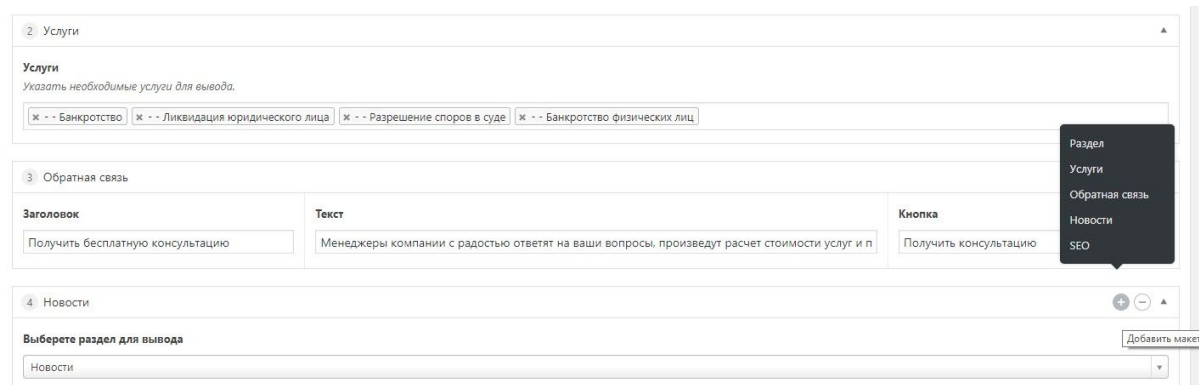 2 Услуги
Услуги
Указать необходимые услуги для вывода.
× - - Банкротство × - - Ликвидация юридического лица × - - Разрешение споров в суде × - - Банкротство физических лиц
Раздел
Услуги
Обратная связь
Новости
SEO
3 Обратная связь
Заголовок Текст Кнопка
Получить бесплатную консультацию Менеджеры компании с радостью ответят на ваши вопросы, произведут расчет стоимости услуг и п Получить консультацию
4 Новости
Добавить макет
Выберете раздел для вывода
Новости